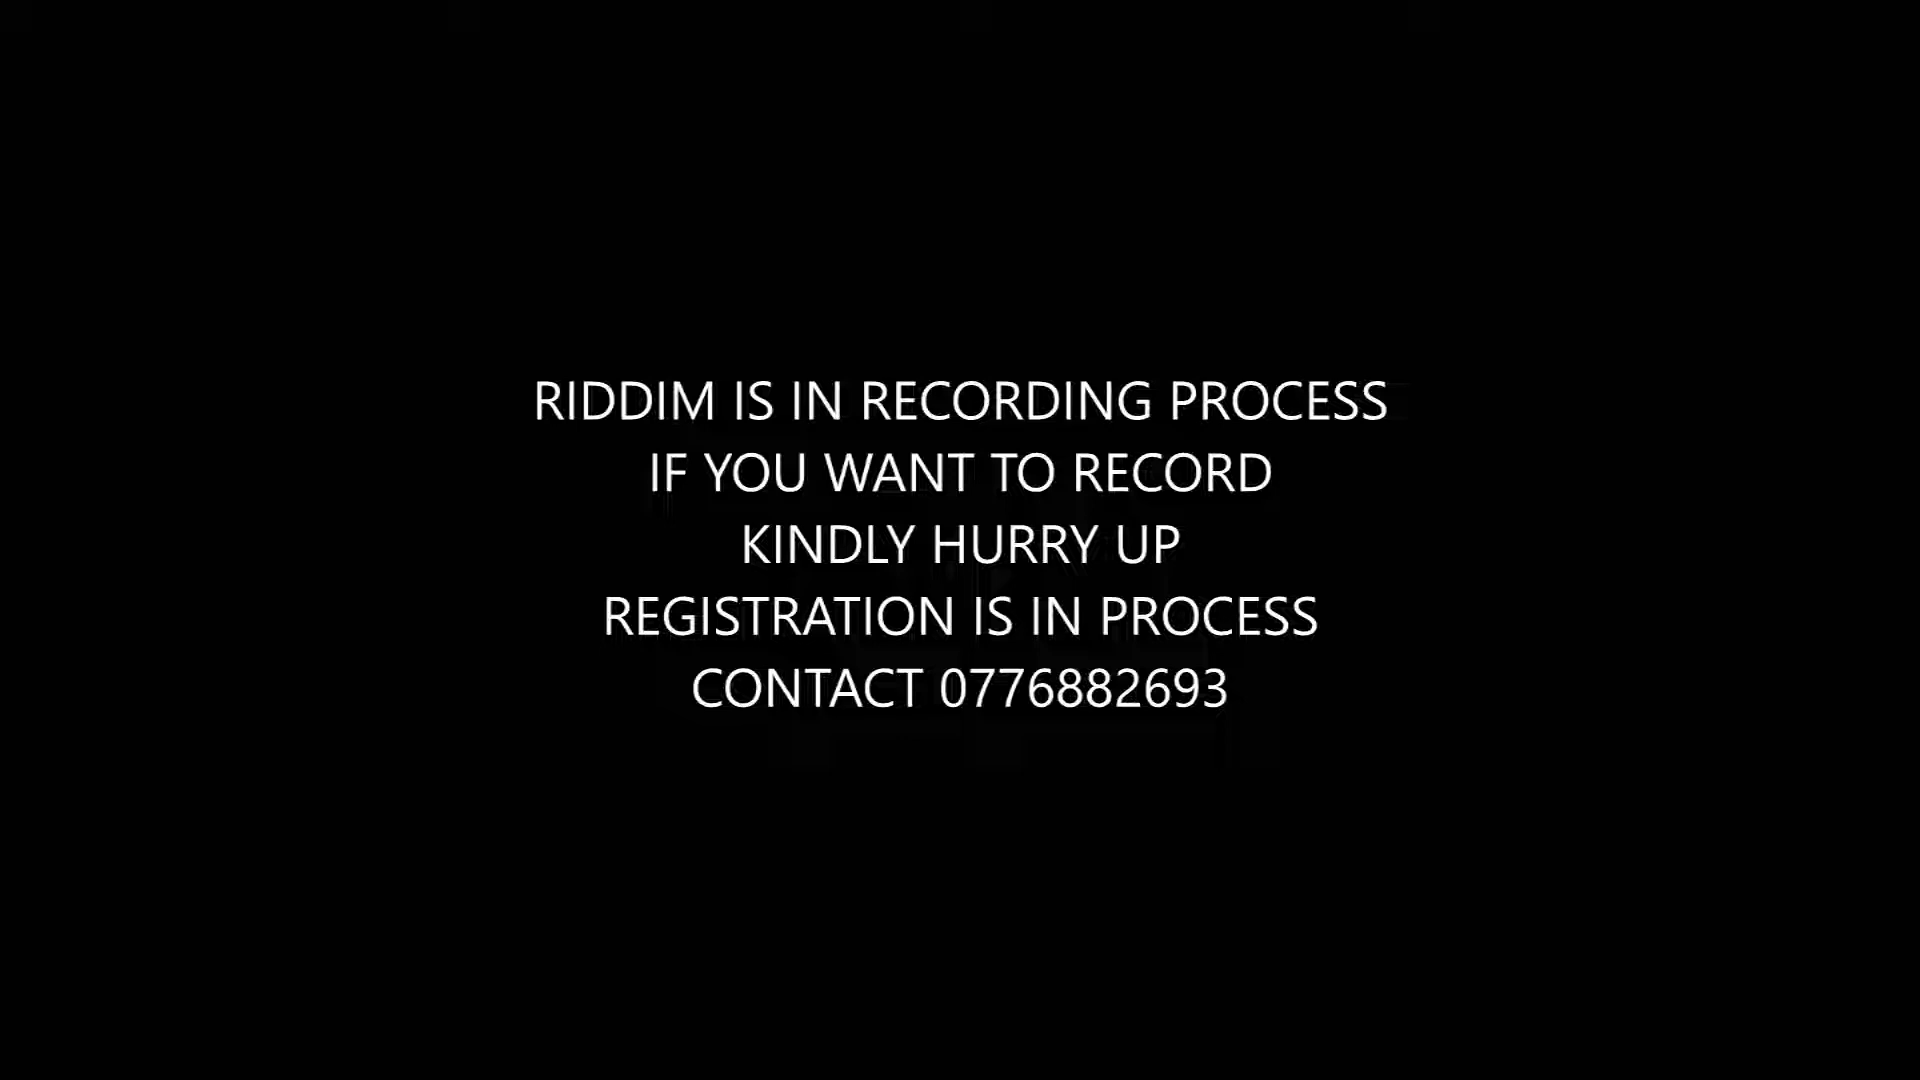 RIDDIM IS IN RECORDING PROCESS
IF YOU WANT TO RECORD
KINDLY HURRY UP
REGISTRATION IS IN PROCESS
CONTACT 0776882693